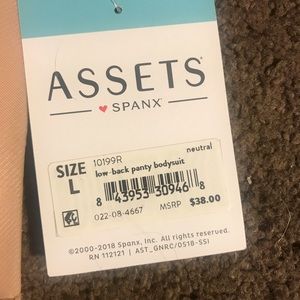 ASSETS
♥ SPANX
SIZE
L
10199R
neutral
low-back panty bodysuit
8 43953 30946 8
022-08-4667
MSRP $38.00
©2000-2018 Spanx, Inc. All rights reserved.
RN 112121 | AST_GNRC/0518-SSI